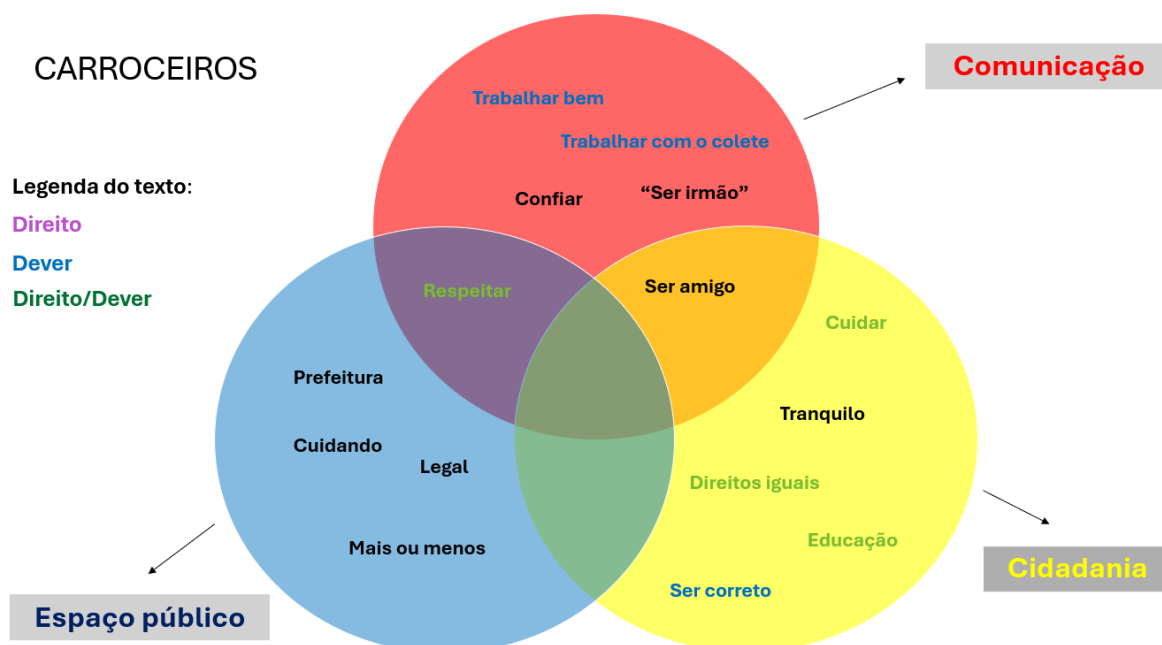 CARROCEIROS
Comunicação
Trabalhar bem
Trabalhar com o colete
Legenda do texto:
Confiar
“Ser irmão”
Direito
Dever
Direito/Dever
Respeitar
Ser amigo
Cuidar
Prefeitura
Tranquilo
Cuidando
Legal
Direitos iguais
Mais ou menos
Educação
Cidadania
Ser correto
Espaço público